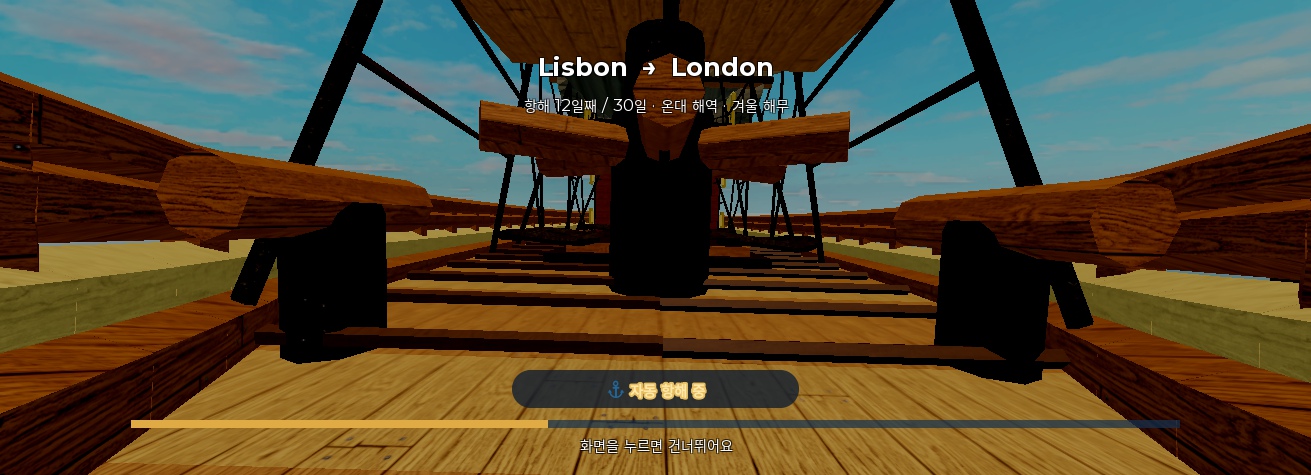 Lisbon → London
항해 12일째 / 30일 · 온대 해역 · 겨울 해무
⚓ 자동 항해 중
화면을 누르면 건너뛰어요